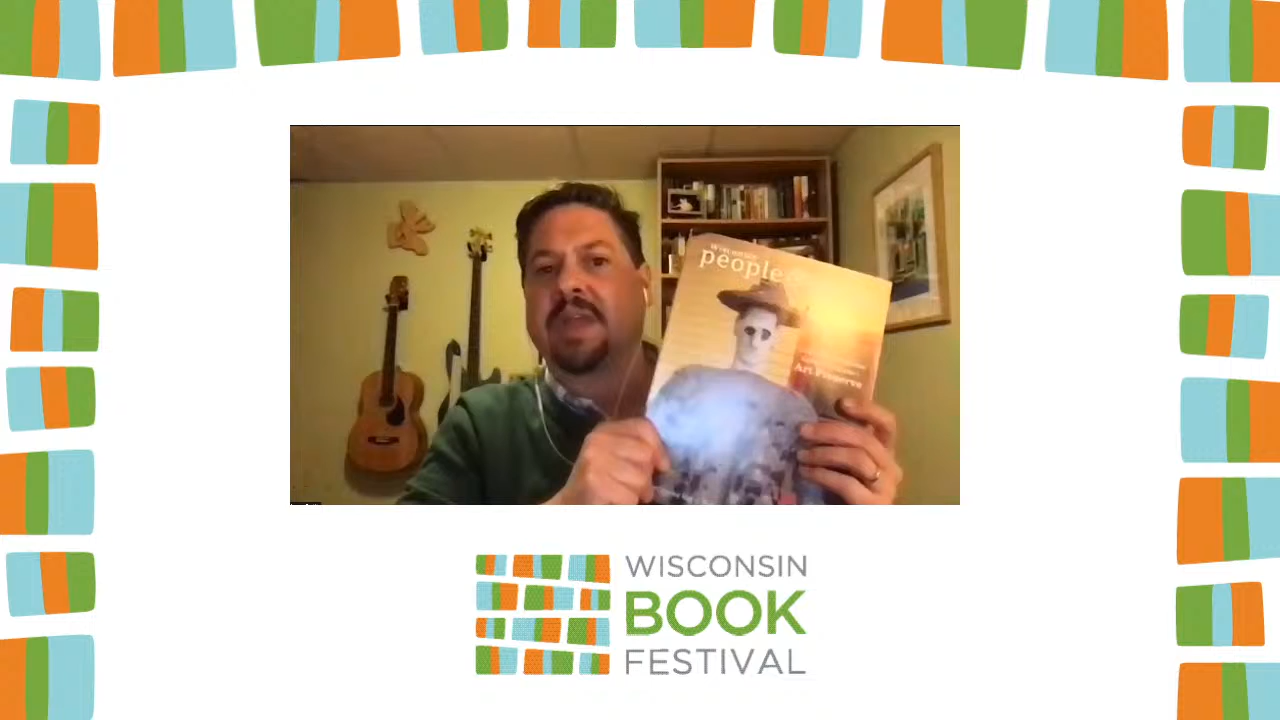 Wisconsin
people
Art Preserve
WISCONSIN
BOOK
FESTIVAL